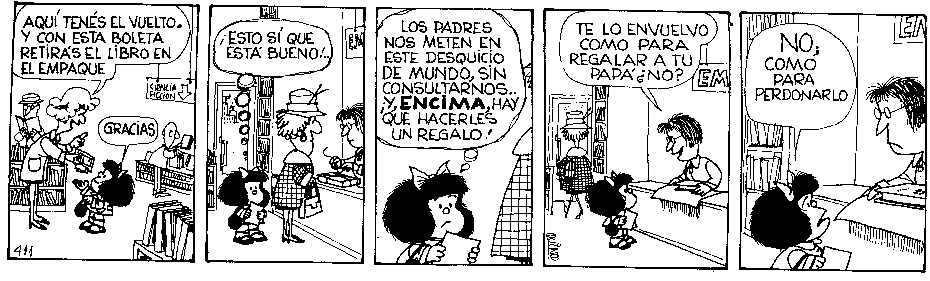 AQUÍ TENÉS EL VUELTO.
Y CON ESTA BOLETA
RETIRÁS EL LIBRO EN
EL EMPAQUE
CIENCIA
FICCION
GRACIAS
411
¡ESTO SÍ QUE
ESTÁ BUENO!..
LOS PADRES
NOS METEN EN
ESTE DESQUICIO
DE MUNDO, SIN
CONSULTARNOS..
Y, ENCIMA, HAY
QUE HACERLES
UN REGALO!
TE LO ENVUELVO
COMO PARA
REGALAR A TU
PAPÁ ¿NO?
EM
QUINO
NO,
COMO
PARA
PERDONARLO
EM